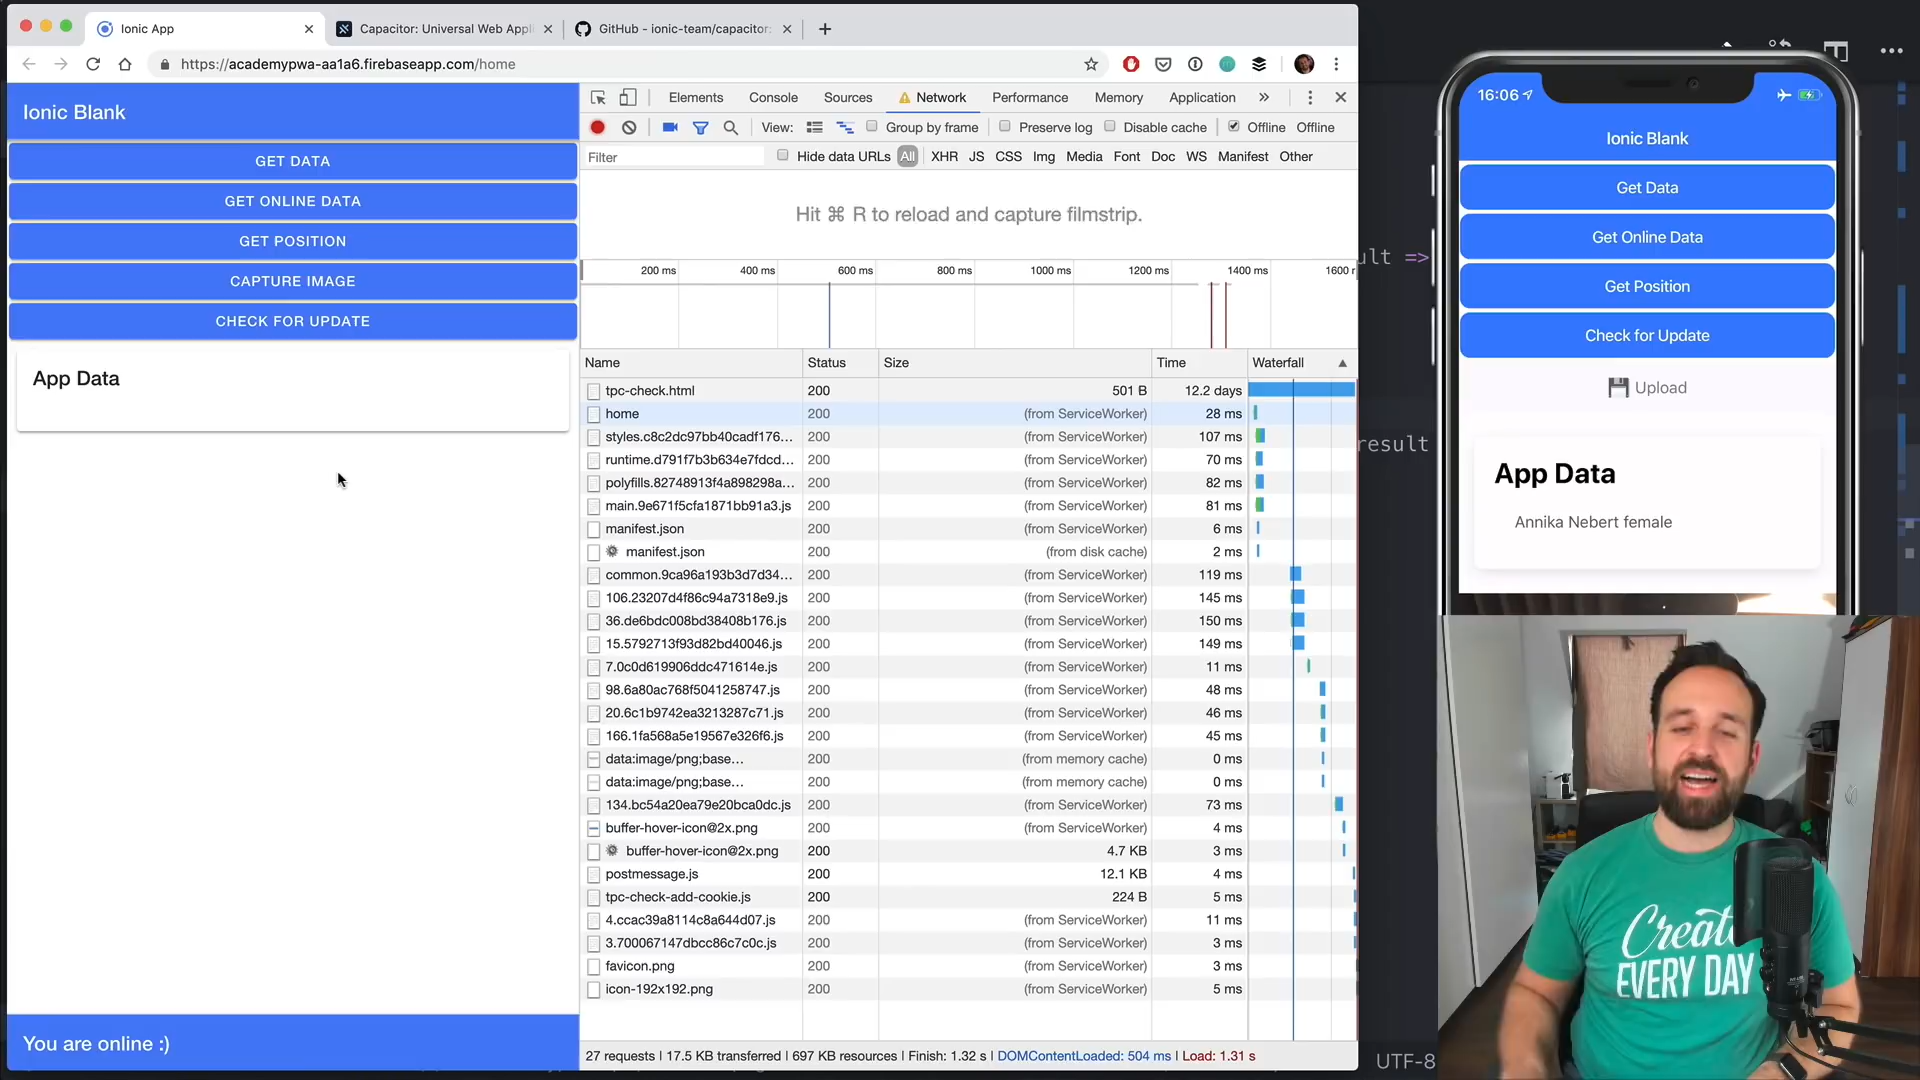 Ionic App
Capacitor: Universal Web Appl
GitHub - ionic-team/capacitor:
https://academypwa-aa1a6.firebaseapp.com/home
Ionic Blank
GET DATA
GET ONLINE DATA
GET POSITION
CAPTURE IMAGE
CHECK FOR UPDATE
App Data
You are online :)
Elements Console Sources Network Performance Memory Application »
View: Group by frame Preserve log Disable cache Offline Offline
Filter Hide data URLs All XHR JS CSS Img Media Font Doc WS Manifest Other
Hit ⌘ R to reload and capture filmstrip.
200 ms 400 ms 600 ms 800 ms 1000 ms 1200 ms 1400 ms 1600 r
Name Status Size Time Waterfall ▲
tpc-check.html 200 501 B 12.2 days
home 200 (from ServiceWorker) 28 ms
styles.c8c2dc97bb40cadf176... 200 (from ServiceWorker) 107 ms
runtime.d791f7b3b634e7fdcd... 200 (from ServiceWorker) 70 ms
polyfills.82748913f4a898298a... 200 (from ServiceWorker) 82 ms
main.9e671f5cfa1871bb91a3.js 200 (from ServiceWorker) 81 ms
manifest.json 200 (from ServiceWorker) 6 ms
manifest.json 200 (from disk cache) 2 ms
common.9ca96a193b3d7d34... 200 (from ServiceWorker) 119 ms
106.23207d4f86c94a7318e9.js 200 (from ServiceWorker) 145 ms
36.de6bdc008bd38408b176.js 200 (from ServiceWorker) 150 ms
15.5792713f93d82bd40046.js 200 (from ServiceWorker) 149 ms
7.0c0d619906ddc471614e.js 200 (from ServiceWorker) 11 ms
98.6a80ac768f5041258747.js 200 (from ServiceWorker) 48 ms
20.6c1b9742ea3213287c71.js 200 (from ServiceWorker) 46 ms
166.1fa568a5e19567e326f6.js 200 (from ServiceWorker) 45 ms
data:image/png;base... 200 (from memory cache) 0 ms
data:image/png;base... 200 (from memory cache) 0 ms
134.bc54a20ea79e20bca0dc.js 200 (from ServiceWorker) 73 ms
buffer-hover-icon@2x.png 200 (from ServiceWorker) 4 ms
buffer-hover-icon@2x.png 200 4.7 KB 3 ms
postmessage.js 200 12.1 KB 4 ms
tpc-check-add-cookie.js 200 224 B 5 ms
4.ccac39a8114c8a644d07.js 200 (from ServiceWorker) 11 ms
3.700067147dbcc86c7c0c.js 200 (from ServiceWorker) 3 ms
favicon.png 200 (from ServiceWorker) 3 ms
icon-192x192.png 200 (from ServiceWorker) 5 ms
27 requests | 17.5 KB transferred | 697 KB resources | Finish: 1.32 s | DOMContentLoaded: 504 ms | Load: 1.31 s
ult =>
result
UTF-8
16:06
Ionic Blank
Get Data
Get Online Data
Get Position
Check for Update
Upload
App Data
Annika Nebert female
Create
EVERY DAY